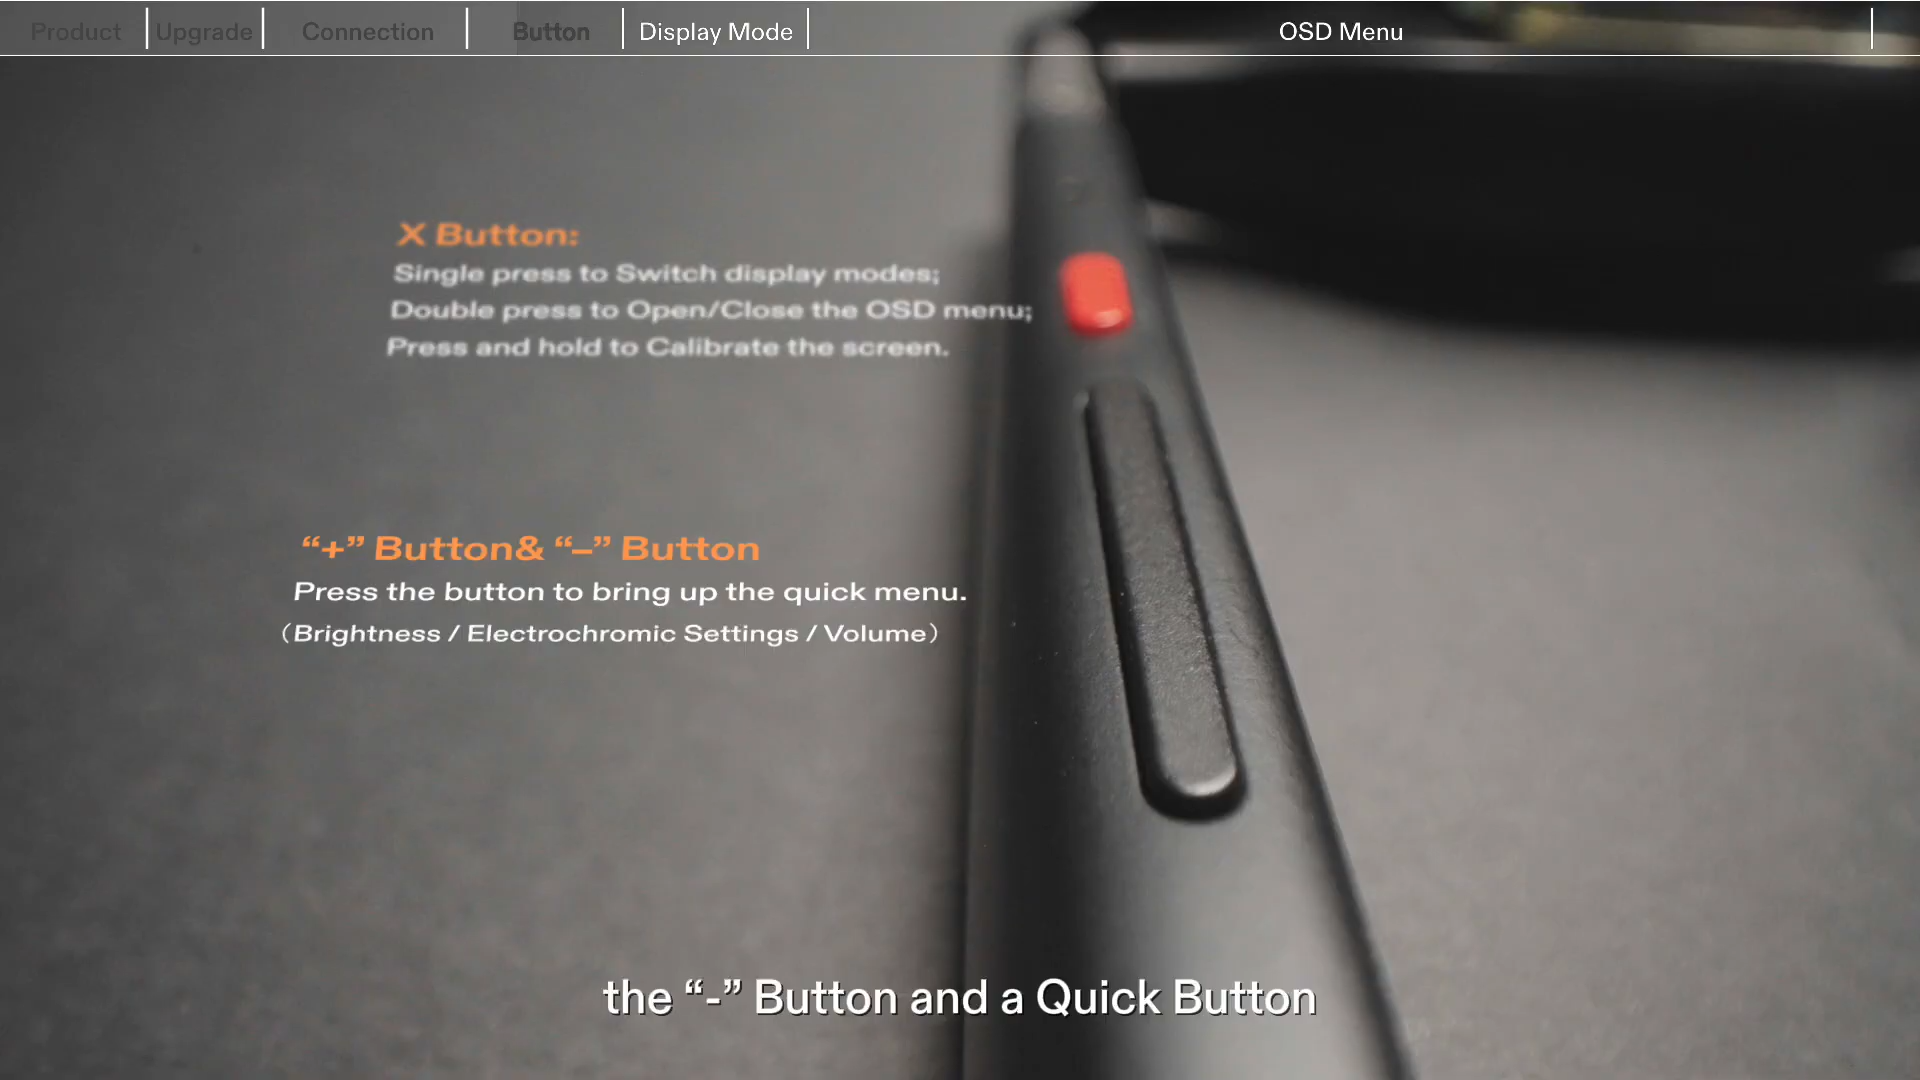 Product
Upgrade
Connection
Button
Display Mode
OSD Menu
X Button:
Single press to Switch display modes;
Double press to Open/Close the OSD menu;
Press and hold to Calibrate the screen.
“+” Button& “–” Button
Press the button to bring up the quick menu.
（Brightness / Electrochromic Settings / Volume）
the “-” Button and a Quick Button